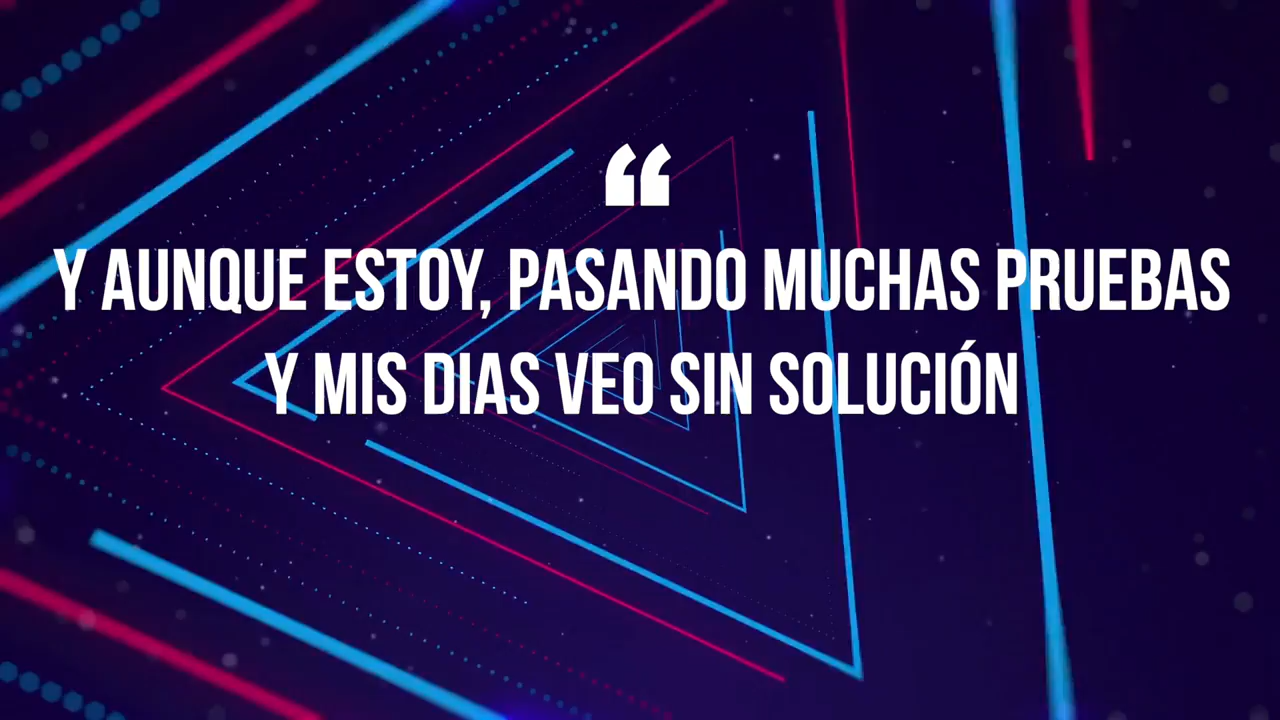 “
Y AUNQUE ESTOY, PASANDO MUCHAS PRUEBAS
Y MIS DIAS VEO SIN SOLUCIÓN